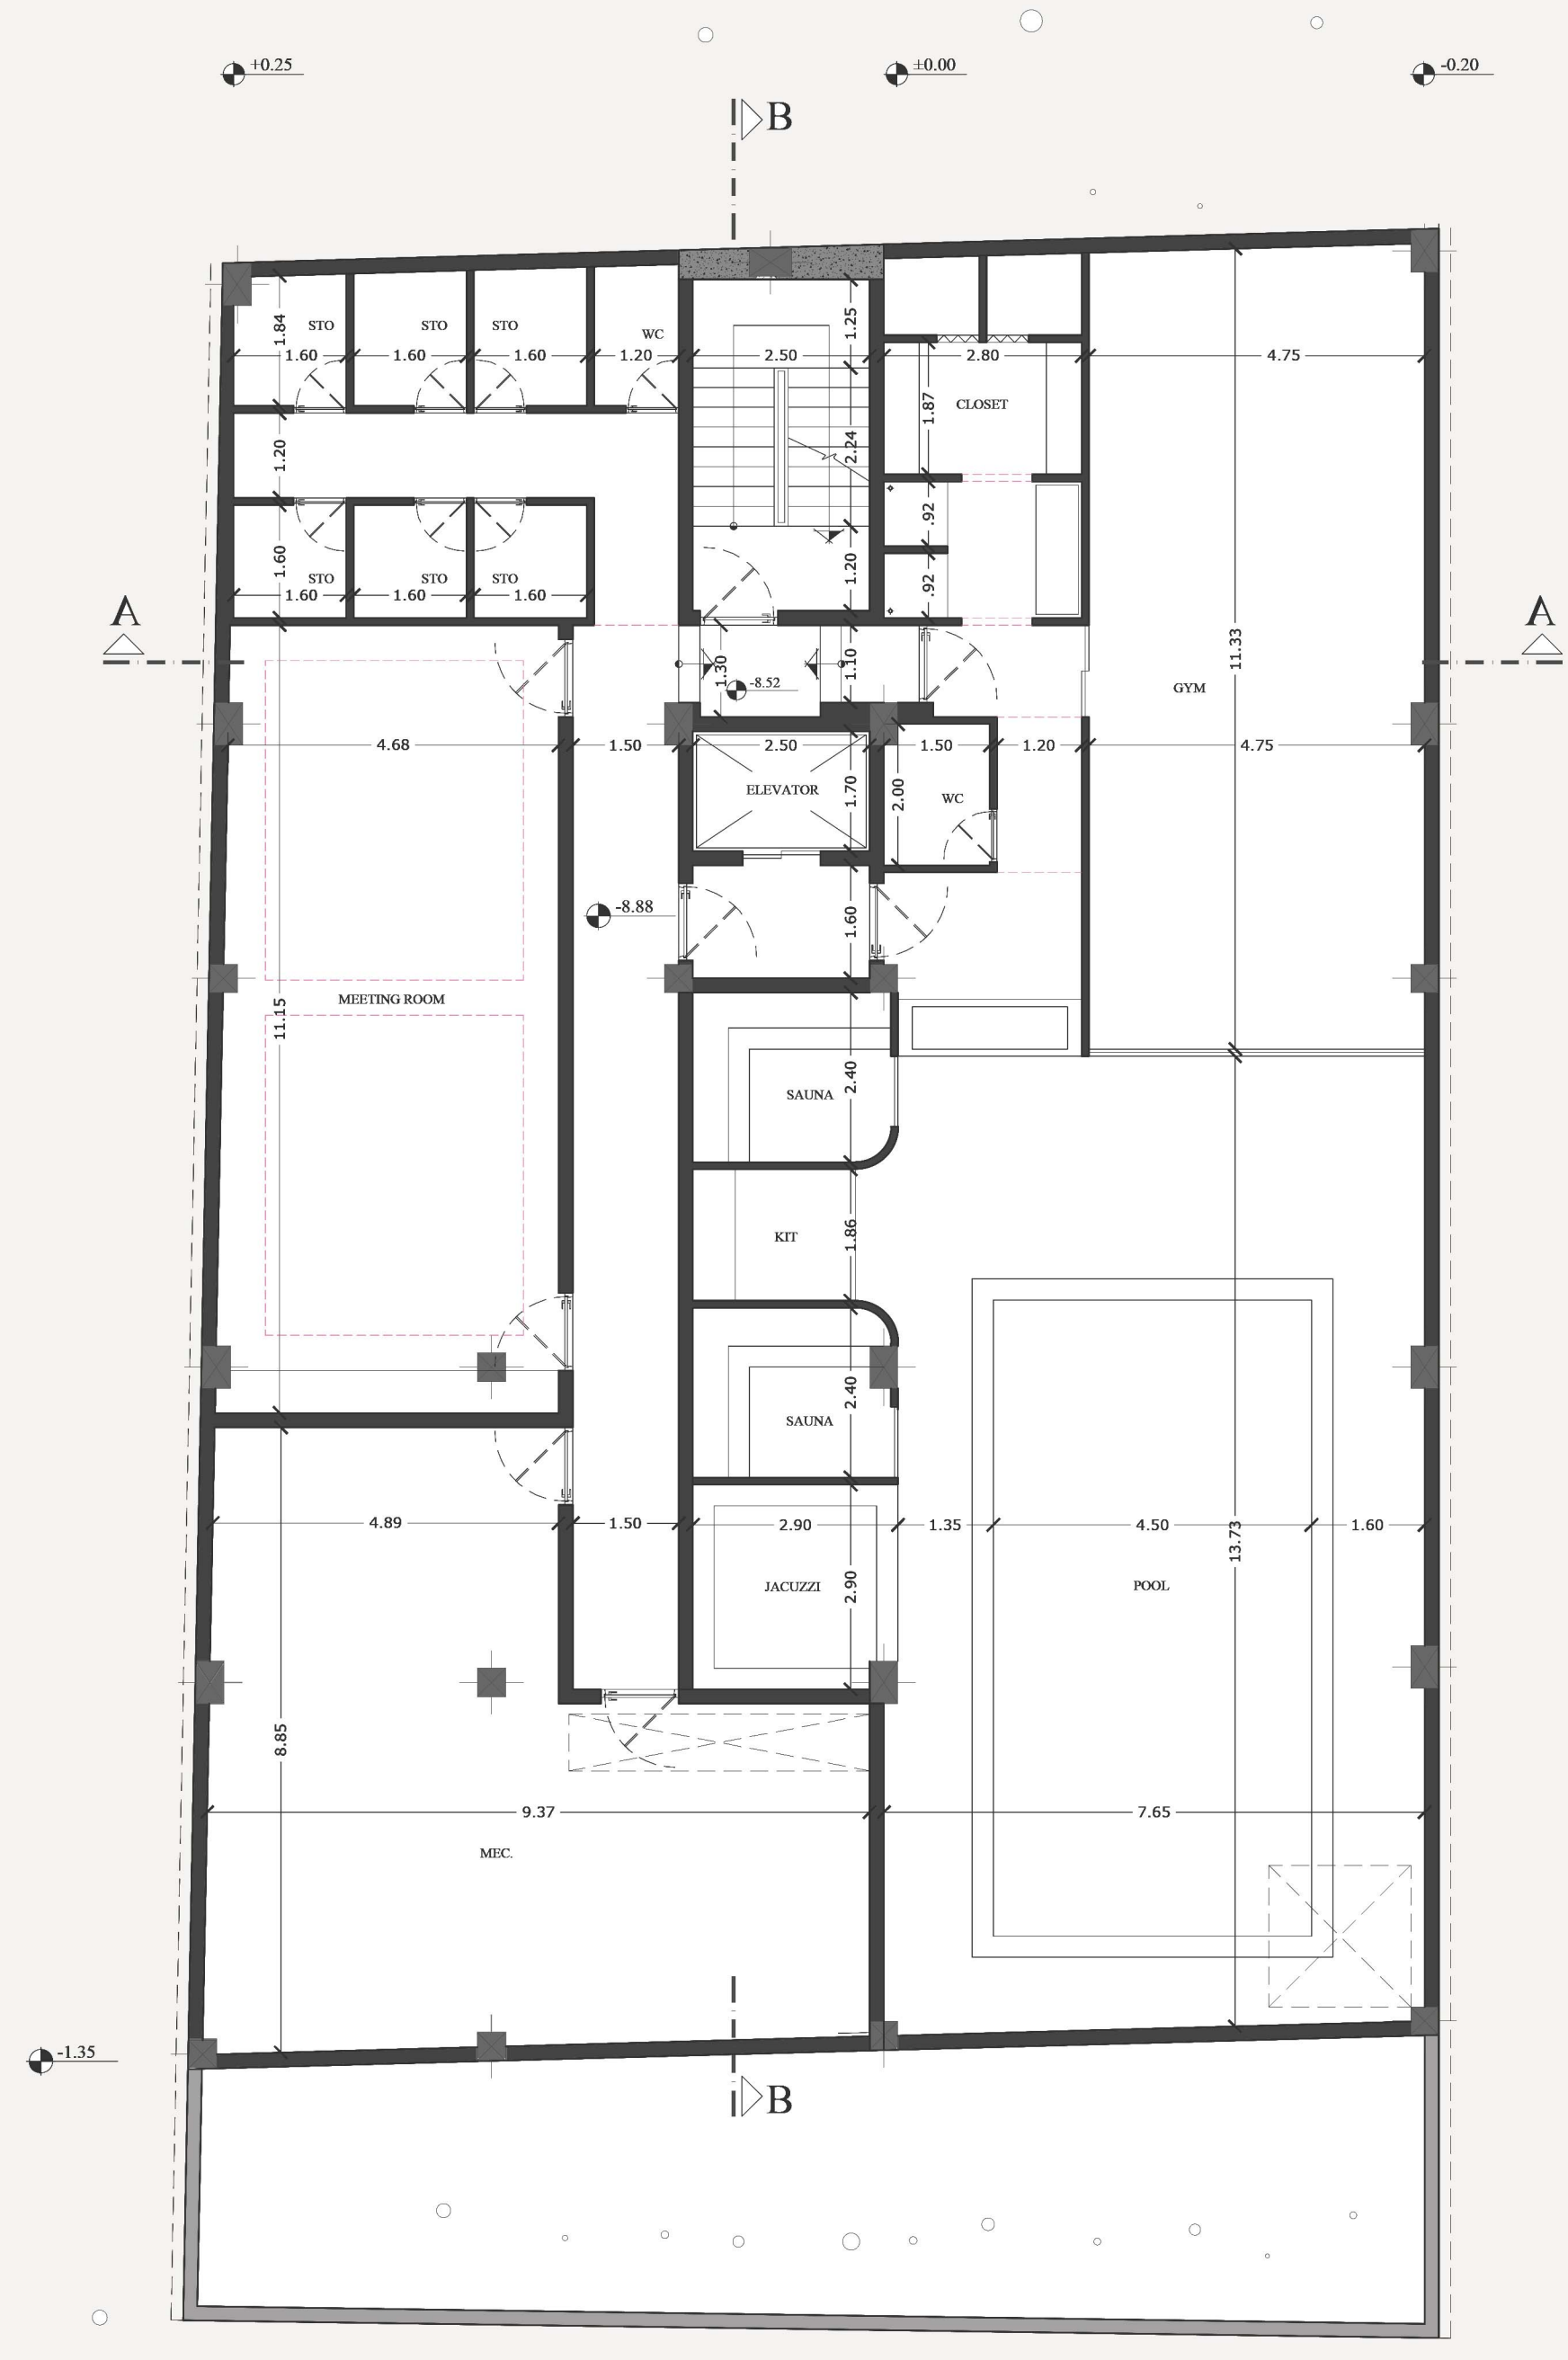 +0.25
±0.00
-0.20
B
STO
STO
STO
WC
1.84
1.25
1.60
1.60
1.60
1.20
2.50
2.80
4.75
CLOSET
1.87
1.20
2.24
.92
1.60
1.20
.92
STO
STO
STO
1.60
1.60
1.60
A
A
11.33
1.30
1.10
-8.52
GYM
4.68
1.50
2.50
1.50
1.20
4.75
ELEVATOR
1.70
2.00
WC
-8.88
1.60
MEETING ROOM
11.15
2.40
SAUNA
KIT
1.86
2.40
SAUNA
4.89
1.50
2.90
1.35
4.50
1.60
13.73
JACUZZI
2.90
POOL
8.85
9.37
7.65
MEC.
-1.35
B